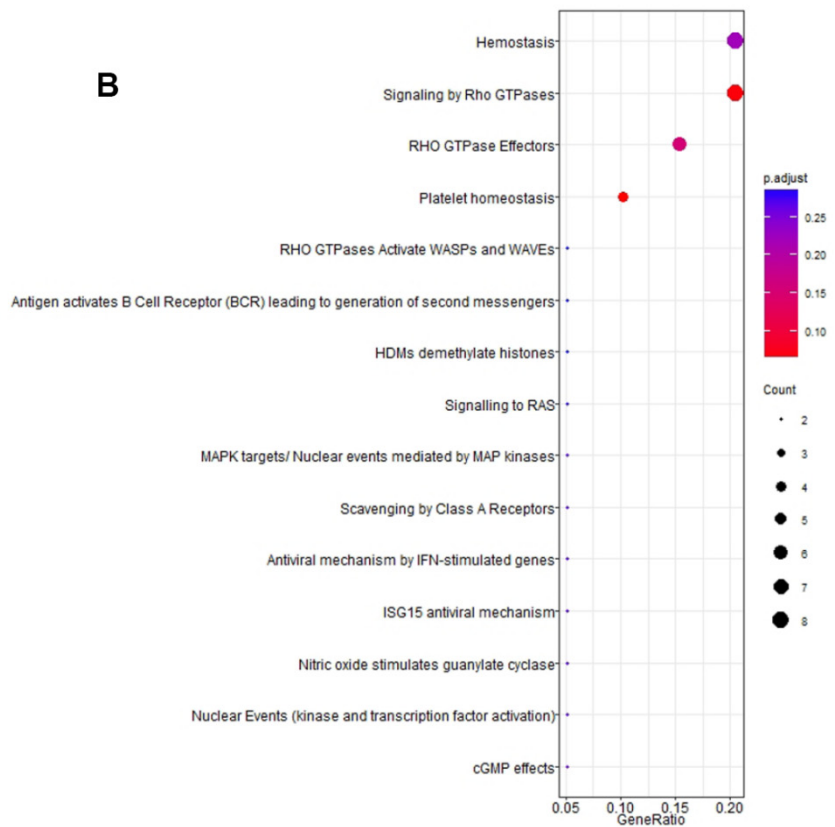 B
Hemostasis
Signaling by Rho GTPases
RHO GTPase Effectors
Platelet homeostasis
RHO GTPases Activate WASPs and WAVEs
Antigen activates B Cell Receptor (BCR) leading to generation of second messengers
HDMs demethylate histones
Signalling to RAS
MAPK targets/ Nuclear events mediated by MAP kinases
Scavenging by Class A Receptors
Antiviral mechanism by IFN-stimulated genes
ISG15 antiviral mechanism
Nitric oxide stimulates guanylate cyclase
Nuclear Events (kinase and transcription factor activation)
cGMP effects
0.05 0.10 0.15 0.20
GeneRatio
p.adjust
0.25
0.20
0.15
0.10
Count
2
3
4
5
6
7
8